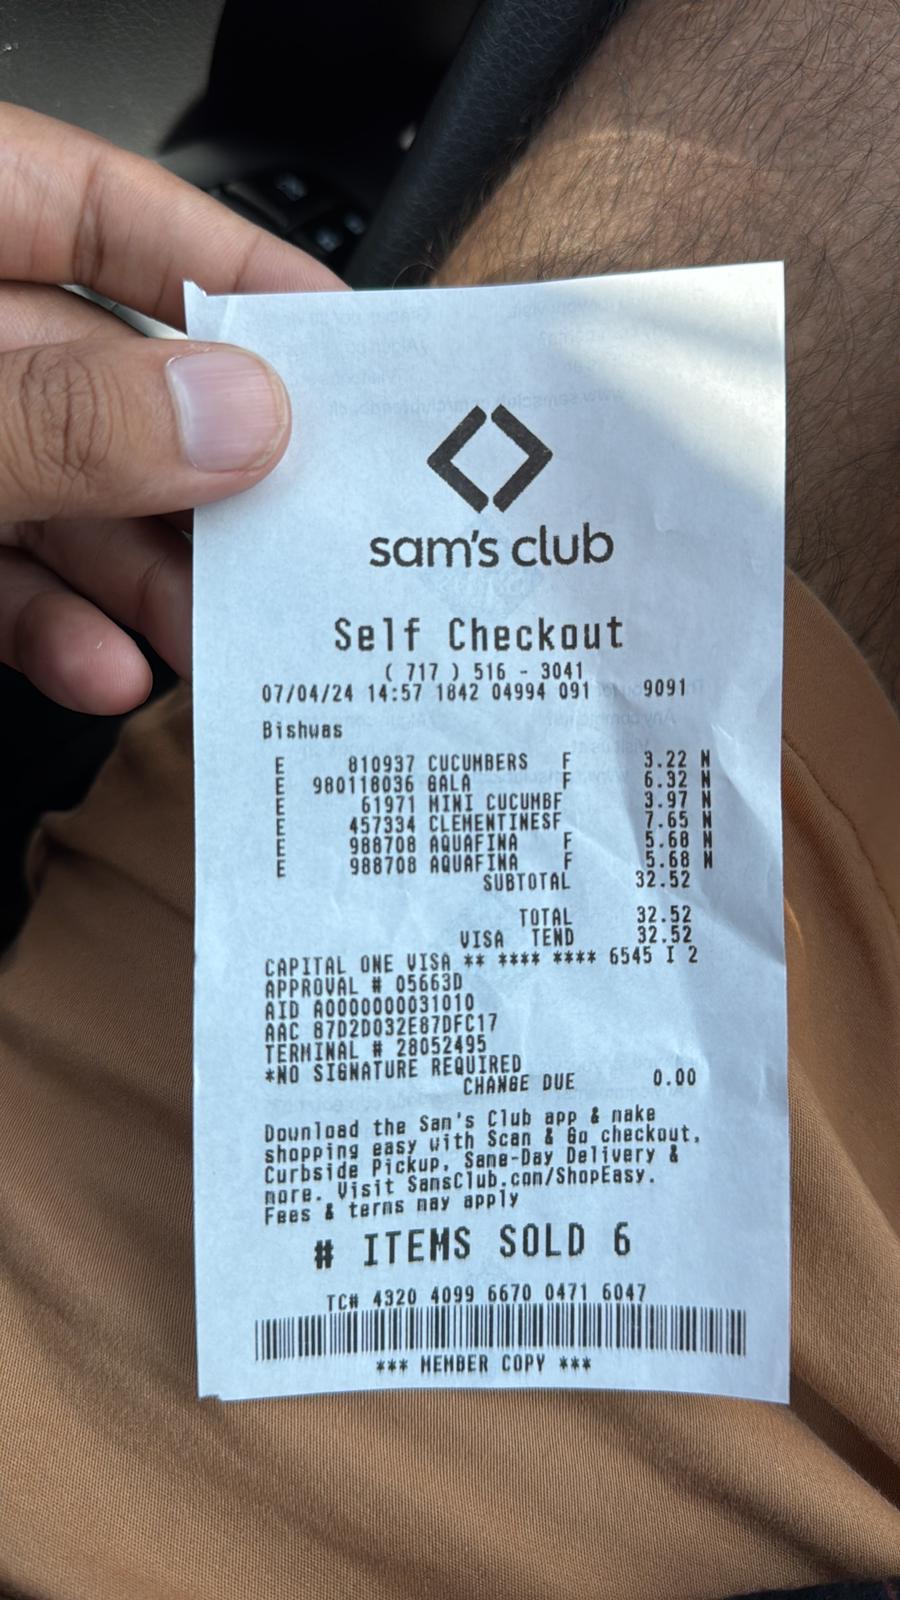 sam's club
Self Checkout
( 717 ) 516 - 3041
07/04/24 14:57 1842 04994 091 9091
Bishwas
E 810937 CUCUMBERS F 3.22 N
E 980118036 GALA F 6.32 N
E 61971 MINI CUCUMBF 3.97 N
E 457334 CLEMENTINESF 7.65 N
E 988708 AQUAFINA F 5.68 N
E 988708 AQUAFINA F 5.68 N
SUBTOTAL 32.52
TOTAL 32.52
VISA TEND 32.52
CAPITAL ONE VISA ** **** **** 6545 I 2
APPROVAL # 05663D
AID A0000000031010
AAC 87D2D032E87DFC17
TERMINAL # 28052495
*NO SIGNATURE REQUIRED
CHANGE DUE 0.00
Download the Sam's Club app & make
shopping easy with Scan & Go checkout,
Curbside Pickup, Same-Day Delivery &
more. Visit SamsClub.com/ShopEasy.
Fees & terms may apply
# ITEMS SOLD 6
TC# 4320 4099 6670 0471 6047
*** MEMBER COPY ***